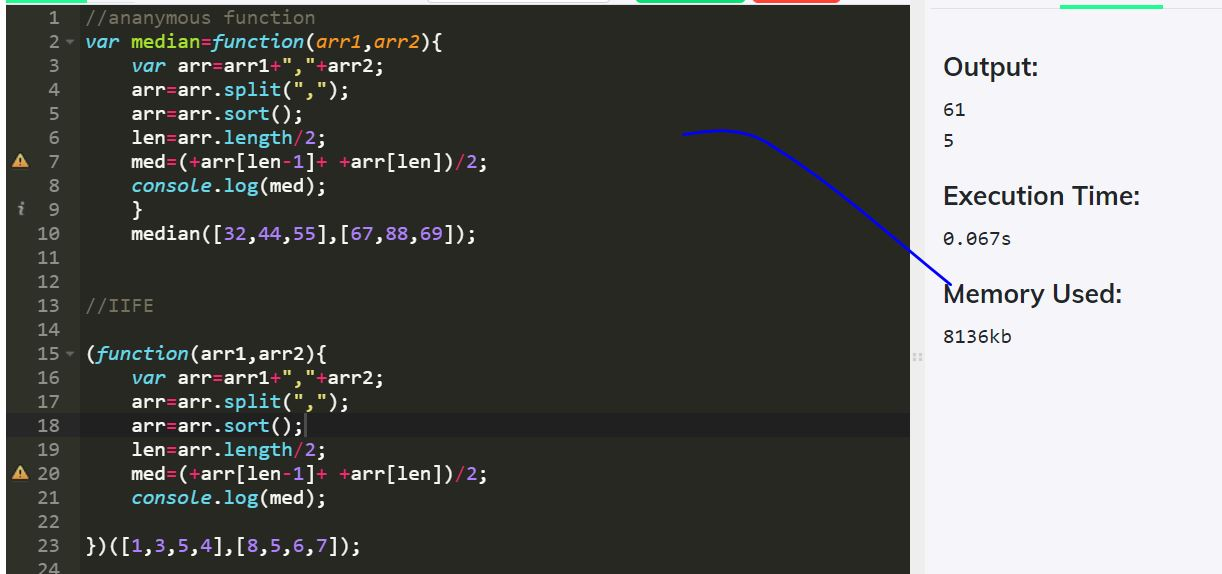 1 //ananymous function
2 var median=function(arr1,arr2){
3 var arr=arr1+","+arr2;
4 arr=arr.split(",");
5 arr=arr.sort();
6 len=arr.length/2;
7 med=(+arr[len-1]+ +arr[len])/2;
8 console.log(med);
9 }
10 median([32,44,55],[67,88,69]);
11
12
13 //IIFE
14
15 (function(arr1,arr2){
16 var arr=arr1+","+arr2;
17 arr=arr.split(",");
18 arr=arr.sort();
19 len=arr.length/2;
20 med=(+arr[len-1]+ +arr[len])/2;
21 console.log(med);
22
23 })([1,3,5,4],[8,5,6,7]);
24
Output:
61
5
Execution Time:
0.067s
Memory Used:
8136kb